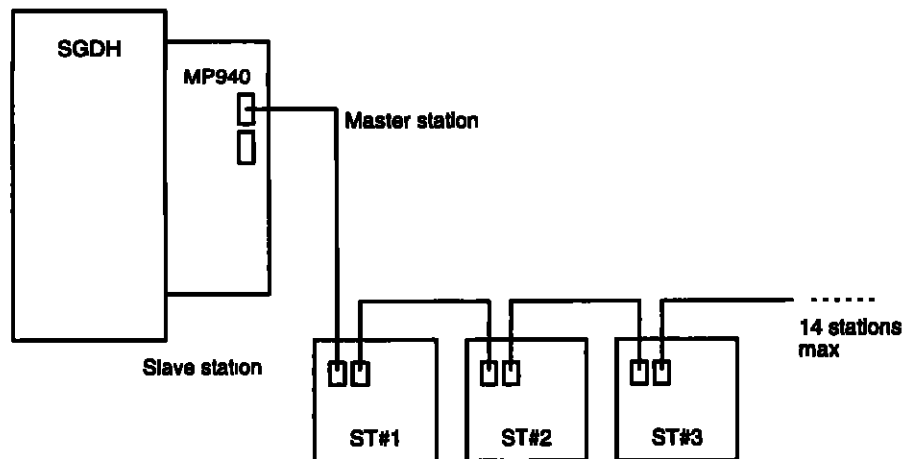 SGDH
MP940
Master station
14 stations
max
Slave station
ST#1
ST#2
ST#3